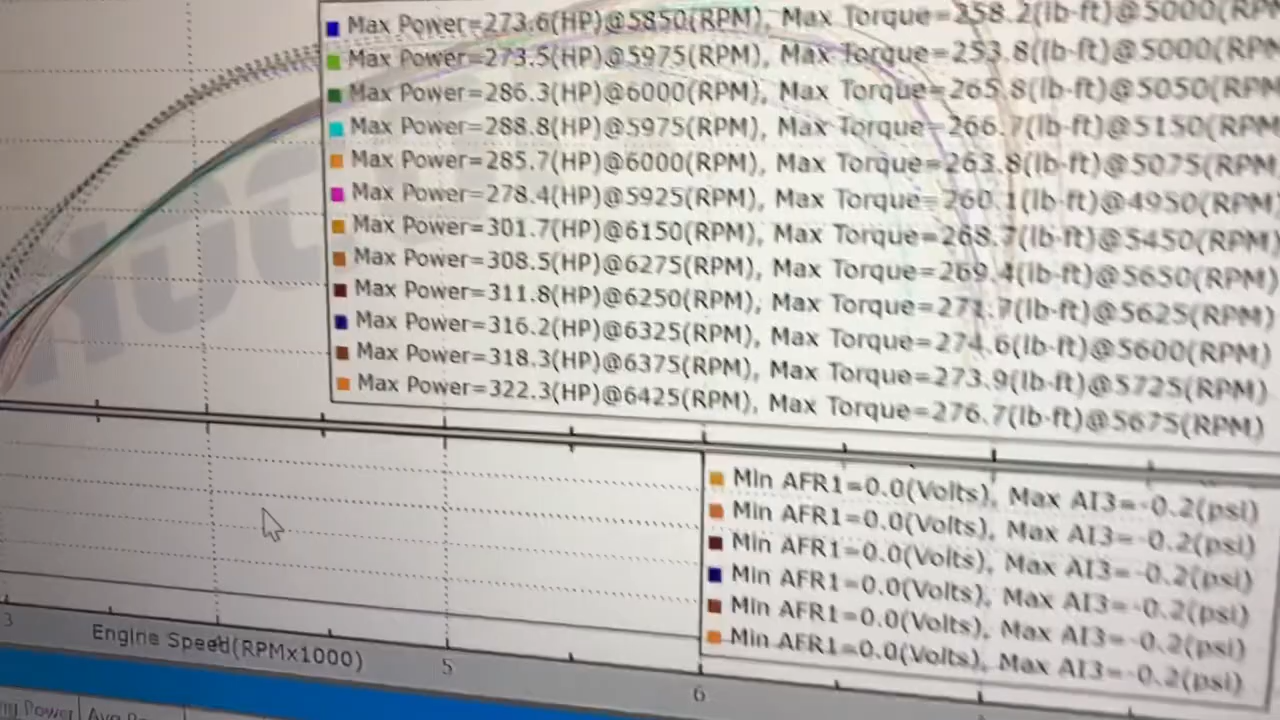 Max Power=273.6(HP)@5850(RPM), Max Torque=258.2(lb-ft)@5000(RPM
Max Power=273.5(HP)@5975(RPM), Max Torque=253.8(lb-ft)@5000(RPM
Max Power=286.3(HP)@6000(RPM), Max Torque=265.8(lb-ft)@5050(RPM
Max Power=288.8(HP)@5975(RPM), Max Torque=266.7(lb-ft)@5150(RPM
Max Power=285.7(HP)@6000(RPM), Max Torque=263.8(lb-ft)@5075(RPM
Max Power=278.4(HP)@5925(RPM), Max Torque=260.1(lb-ft)@4950(RPM)
Max Power=301.7(HP)@6150(RPM), Max Torque=268.7(lb-ft)@5450(RPM)
Max Power=308.5(HP)@6275(RPM), Max Torque=269.4(lb-ft)@5650(RPM)
Max Power=311.8(HP)@6250(RPM), Max Torque=271.7(lb-ft)@5625(RPM)
Max Power=316.2(HP)@6325(RPM), Max Torque=274.6(lb-ft)@5600(RPM)
Max Power=318.3(HP)@6375(RPM), Max Torque=273.9(lb-ft)@5725(RPM)
Max Power=322.3(HP)@6425(RPM), Max Torque=276.7(lb-ft)@5675(RPM)
Min AFR1=0.0(Volts), Max AI3=-0.2(psi)
Min AFR1=0.0(Volts), Max AI3=-0.2(psi)
Min AFR1=0.0(Volts), Max AI3=-0.2(psi)
Min AFR1=0.0(Volts), Max AI3=-0.2(psi)
Min AFR1=0.0(Volts), Max AI3=-0.2(psi)
Min AFR1=0.0(Volts), Max AI3=-0.2(psi)
3 5 6
Engine Speed(RPMx1000)
Power